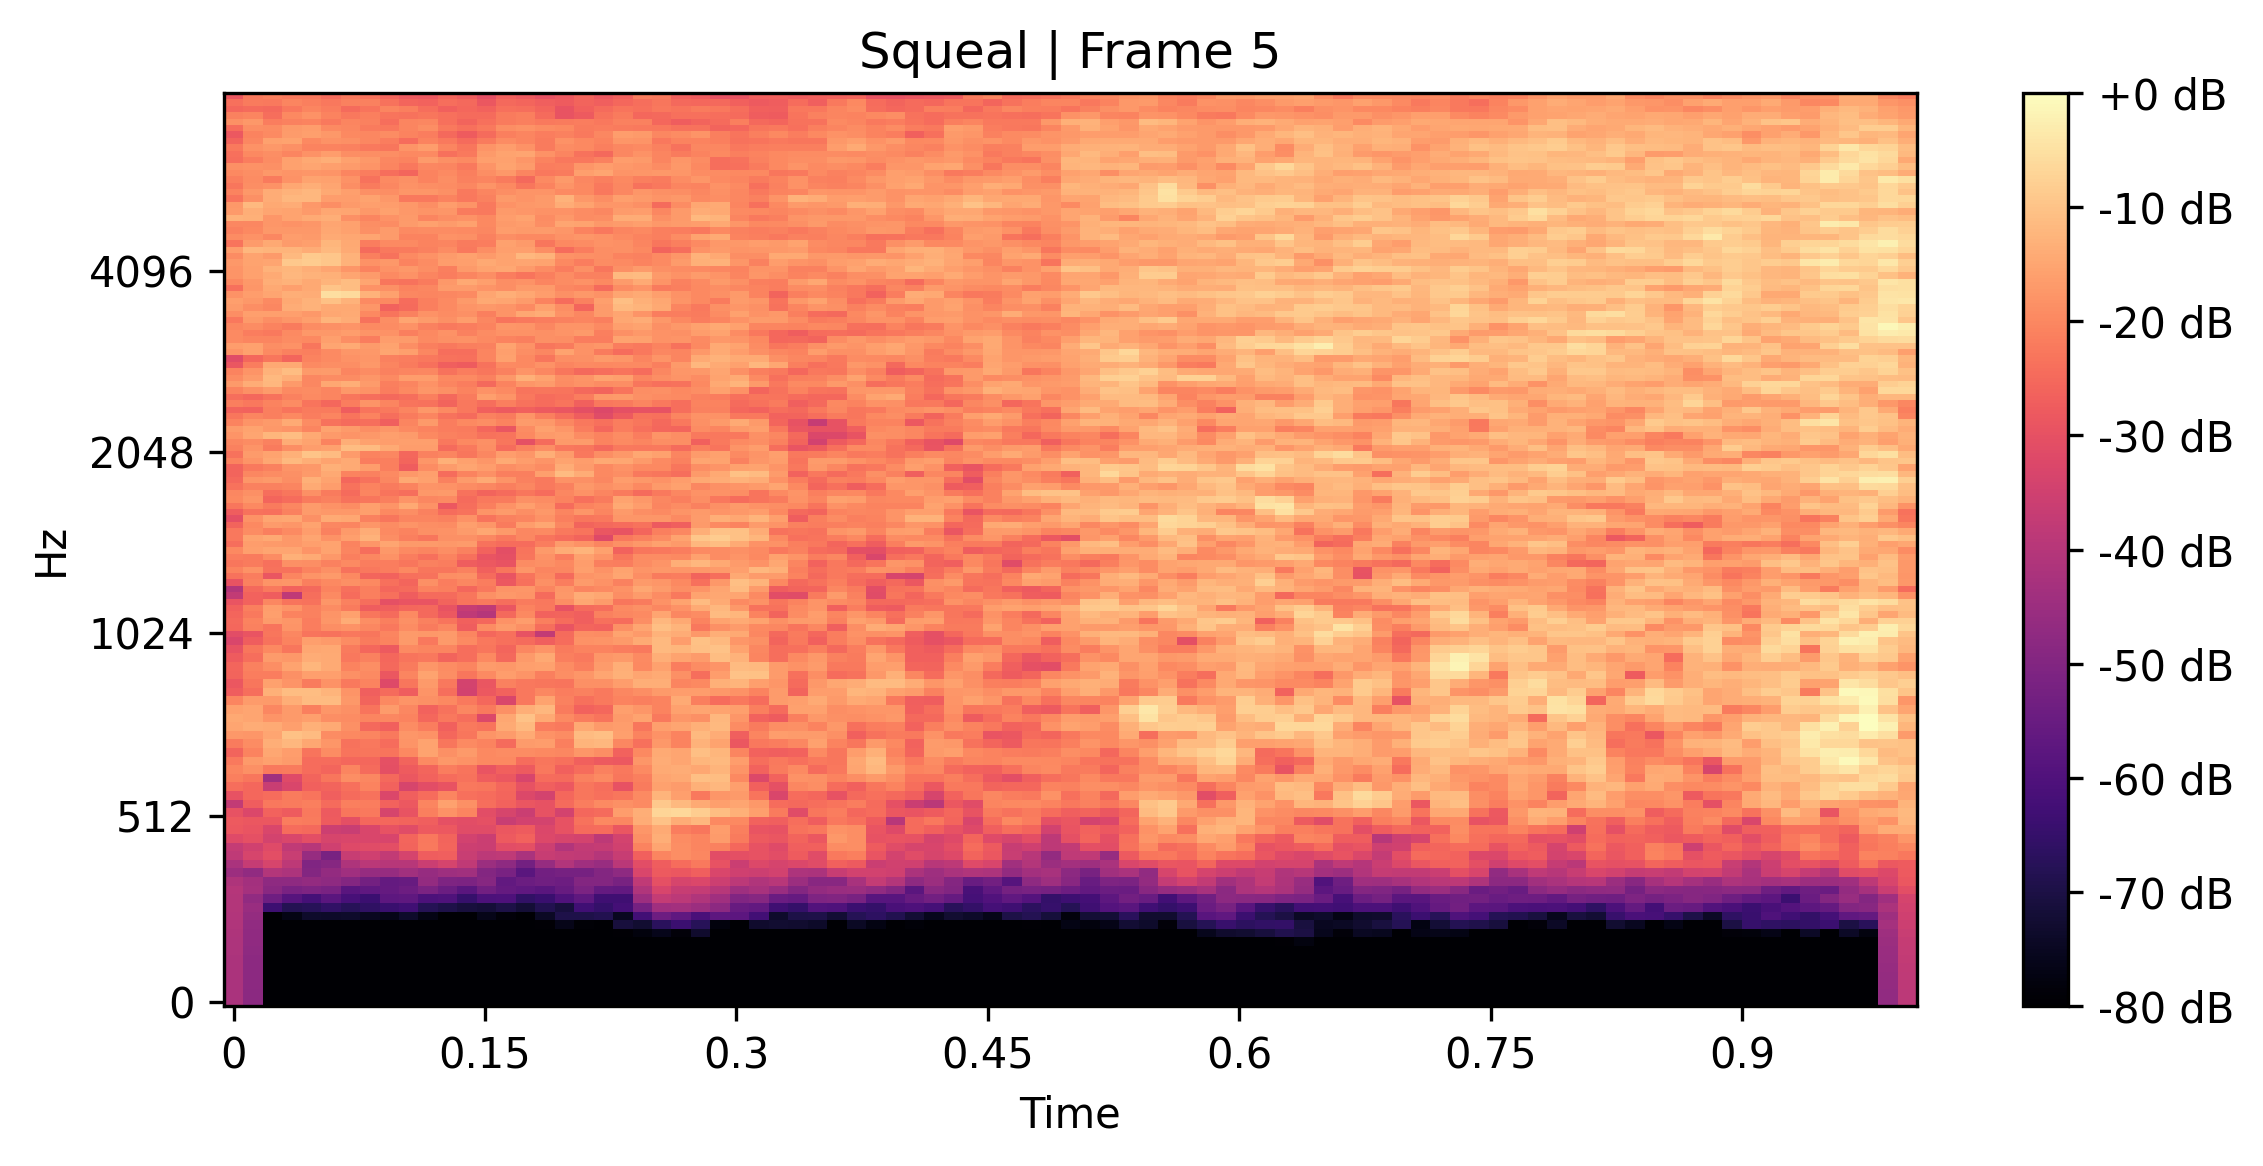 Squeal | Frame 5
+0 dB
-10 dB
-20 dB
-30 dB
-40 dB
-50 dB
-60 dB
-70 dB
-80 dB
Hz
4096
2048
1024
512
0
0 0.15 0.3 0.45 0.6 0.75 0.9
Time